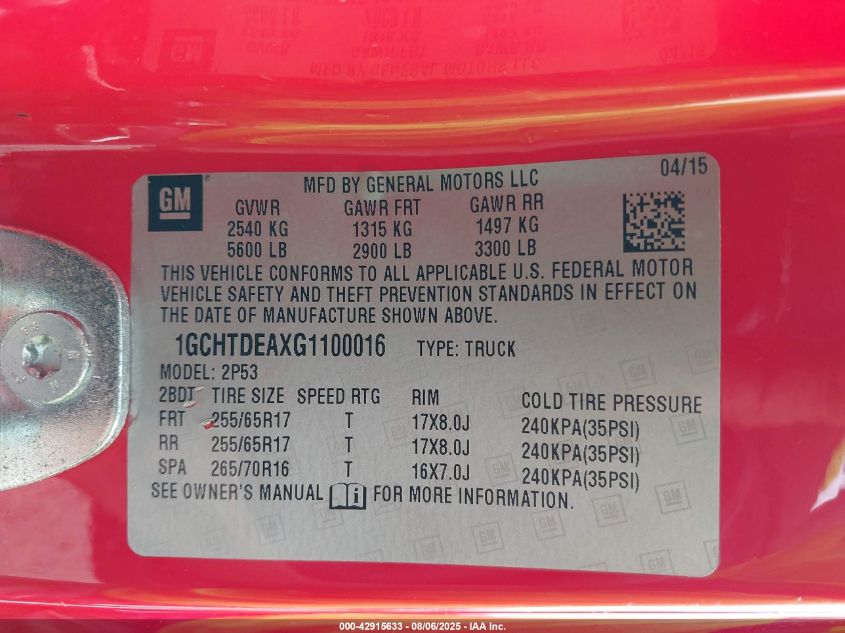 GM
MFD BY GENERAL MOTORS LLC
04/15
GVWR GAWR FRT GAWR RR
2540 KG 1315 KG 1497 KG
5600 LB 2900 LB 3300 LB
THIS VEHICLE CONFORMS TO ALL APPLICABLE U.S. FEDERAL MOTOR
VEHICLE SAFETY AND THEFT PREVENTION STANDARDS IN EFFECT ON
THE DATE OF MANUFACTURE SHOWN ABOVE.
1GCHTDEAXG1100016 TYPE: TRUCK
MODEL: 2P53
2BDT TIRE SIZE SPEED RTG RIM COLD TIRE PRESSURE
FRT 255/65R17 T 17X8.0J 240KPA(35PSI)
RR 255/65R17 T 17X8.0J 240KPA(35PSI)
SPA 265/70R16 T 16X7.0J 240KPA(35PSI)
SEE OWNER'S MANUAL FOR MORE INFORMATION.
000-42915633 - 08/06/2025 - IAA Inc.